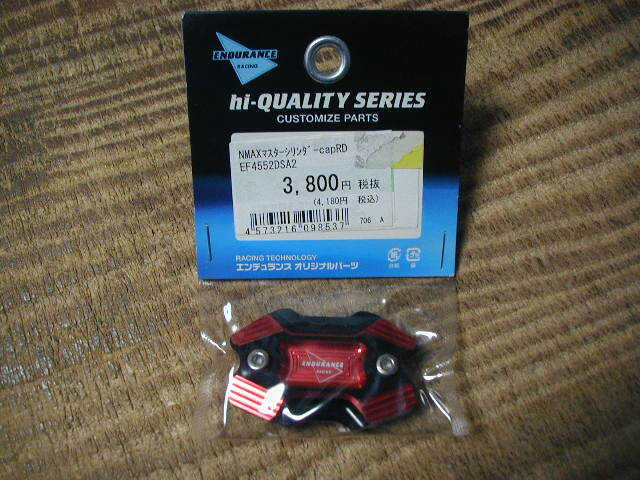 ENDURANCE
RACING
hi-QUALITY SERIES
CUSTOMIZE PARTS
NMAXマスターシリンダーcapRD
EF4552DSA2
3,800円 税抜
(4,180円 税込)
4573216098537
706 A
RACING TECHNOLOGY
エンデュランス オリジナルパーツ
ENDURANCE
RACING